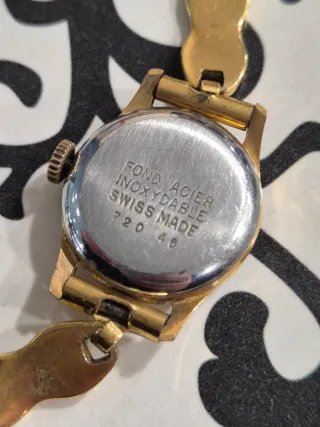 FOND ACIER
INOXYDABLE
SWISS MADE
720 46